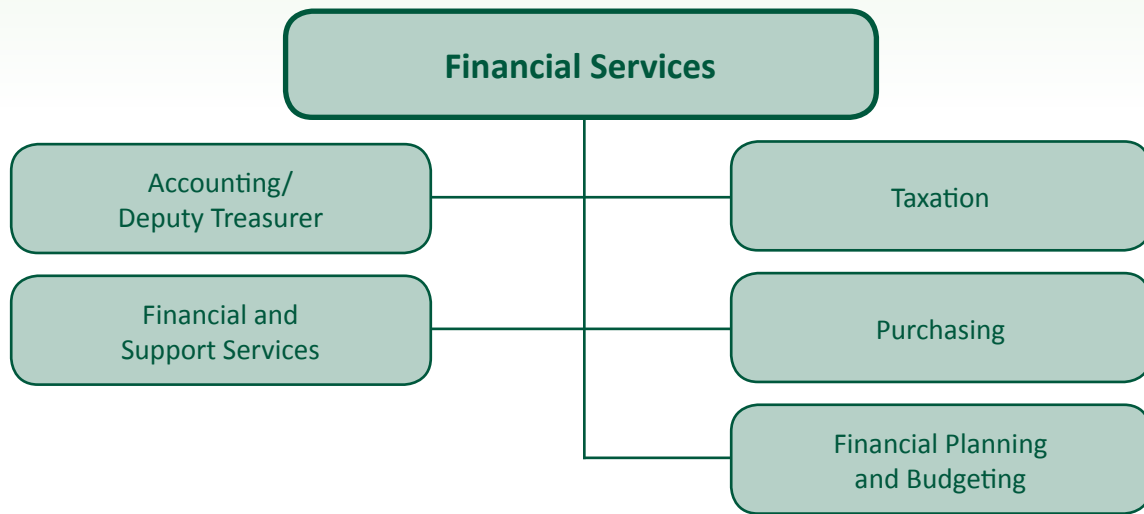 Financial Services
Accounting/
Deputy Treasurer
Taxation
Financial and
Support Services
Purchasing
Financial Planning
and Budgeting